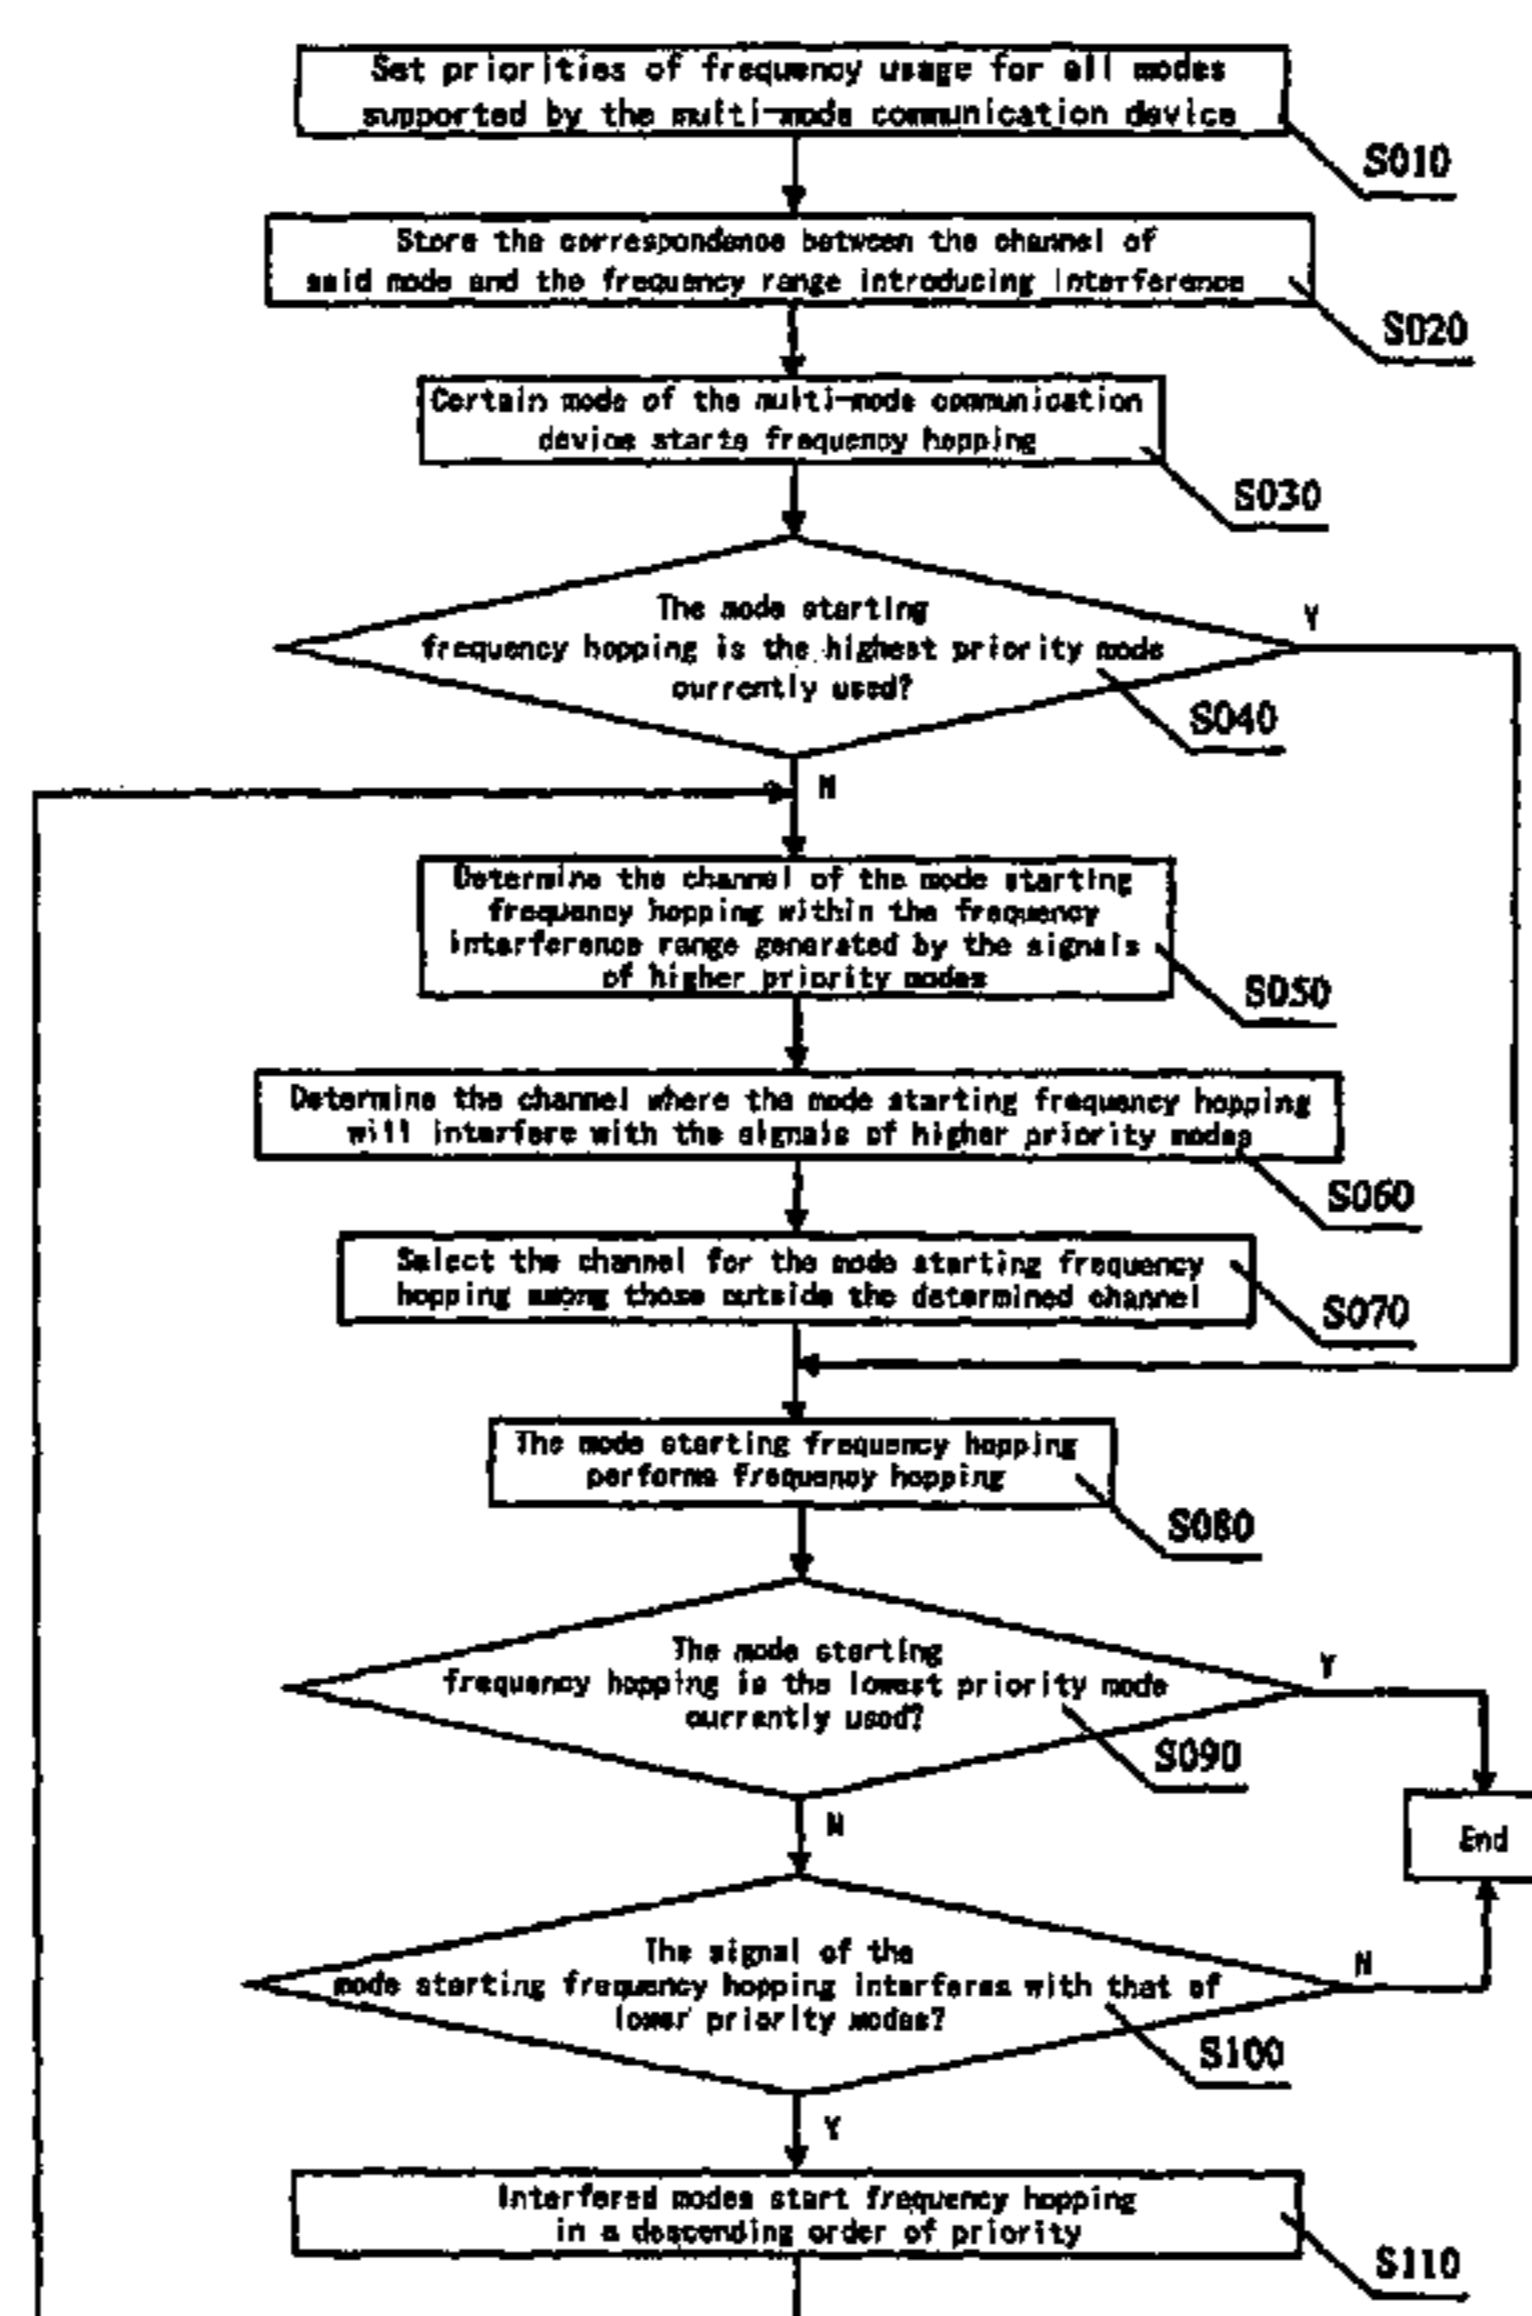 Set priorities of frequency usage for all modes
supported by the multi-mode communication device
S010
Store the correspondence between the channel of
said mode and the frequency range introducing interference
S020
Certain mode of the multi-mode communication
device starts frequency hopping
S030
The mode starting
frequency hopping is the highest priority mode
currently used?
Y
S040
N
Determine the channel of the mode starting
frequency hopping within the frequency
interference range generated by the signals
of higher priority modes
S050
Determine the channel where the mode starting frequency hopping
will interfere with the signals of higher priority modes
S060
Select the channel for the mode starting frequency
hopping among those outside the determined channel
S070
The mode starting frequency hopping
performs frequency hopping
S080
The mode starting
frequency hopping is the lowest priority mode
currently used?
Y
S090
N
End
The signal of the
mode starting frequency hopping interferes with that of
lower priority modes?
N
S100
Y
Interfered modes start frequency hopping
in a descending order of priority
S110